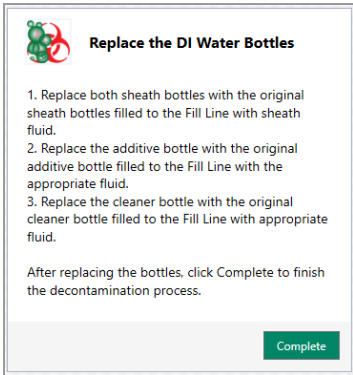 Replace the DI Water Bottles
1. Replace both sheath bottles with the original
sheath bottles filled to the Fill Line with sheath
fluid.
2. Replace the additive bottle with the original
additive bottle filled to the Fill Line with the
appropriate fluid.
3. Replace the cleaner bottle with the original
cleaner bottle filled to the Fill Line with appropriate
fluid.
After replacing the bottles, click Complete to finish
the decontamination process.
Complete